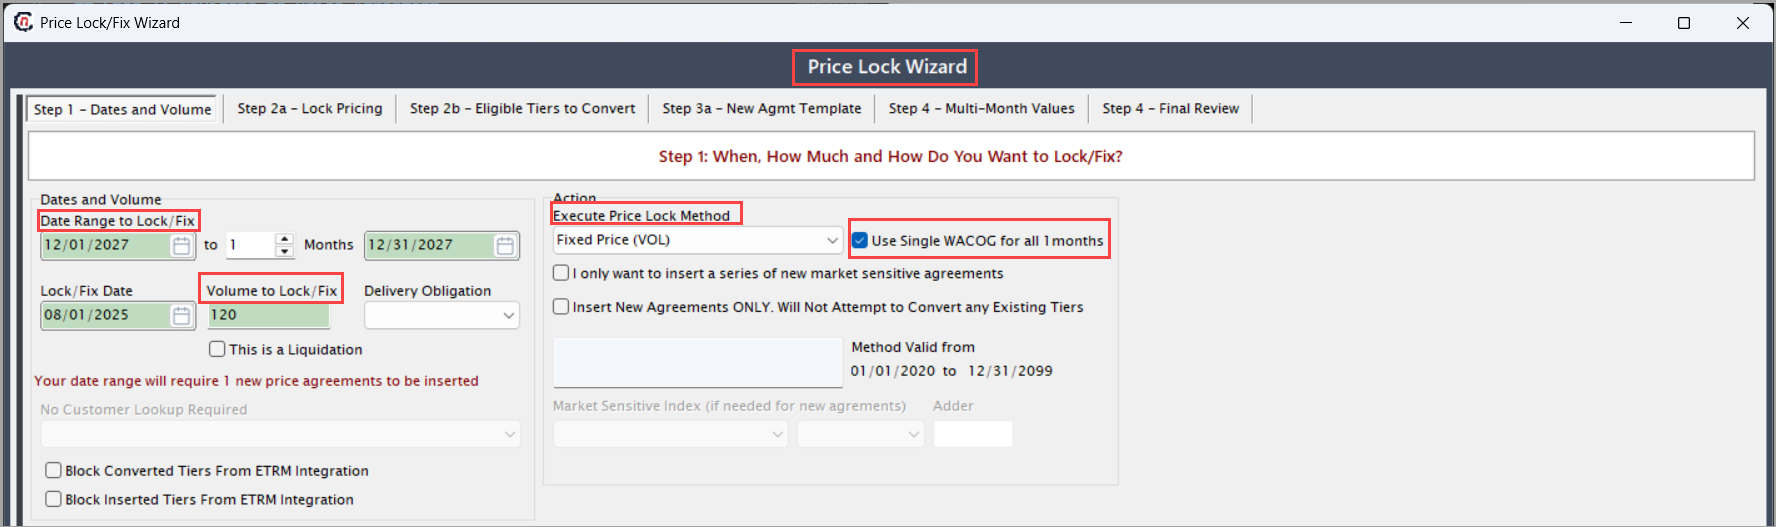 Price Lock/Fix Wizard
Price Lock Wizard
Step 1 - Dates and Volume
Step 2a - Lock Pricing
Step 2b - Eligible Tiers to Convert
Step 3a - New Agmt Template
Step 4 - Multi-Month Values
Step 4 - Final Review
Step 1: When, How Much and How Do You Want to Lock/Fix?
Dates and Volume
Date Range to Lock/Fix
12/01/2027 to 1 Months 12/31/2027
Lock/Fix Date Volume to Lock/Fix Delivery Obligation
08/01/2025 120
This is a Liquidation
Your date range will require 1 new price agreements to be inserted
No Customer Lookup Required
Block Converted Tiers From ETRM Integration
Block Inserted Tiers From ETRM Integration
Action
Execute Price Lock Method
Fixed Price (VOL) Use Single WACOG for all 1 months
I only want to insert a series of new market sensitive agreements
Insert New Agreements ONLY. Will Not Attempt to Convert any Existing Tiers
Method Valid from
01/01/2020 to 12/31/2099
Market Sensitive Index (if needed for new agrements) Adder